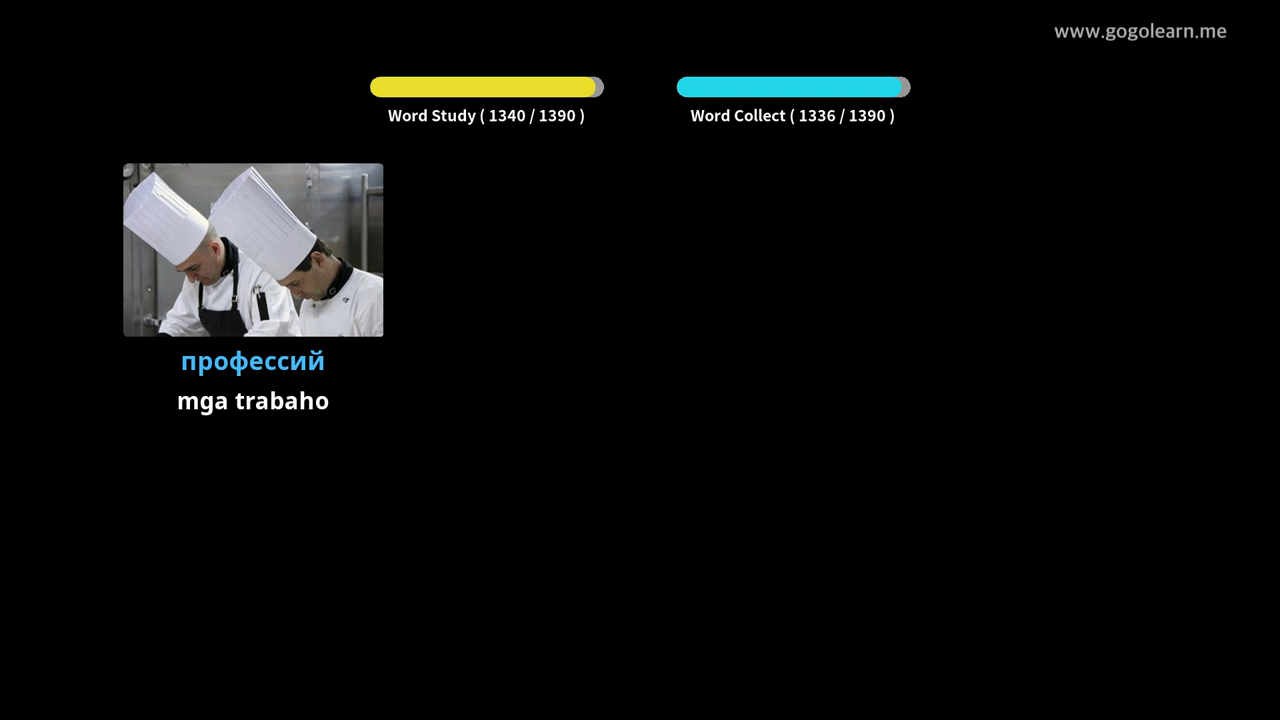 www.gogolearn.me
Word Study ( 1340 / 1390 )
Word Collect ( 1336 / 1390 )
профессий
mga trabaho